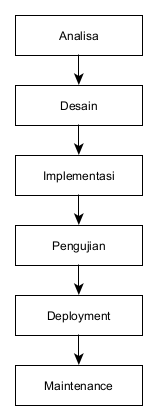 Analisa
Desain
Implementasi
Pengujian
Deployment
Maintenance